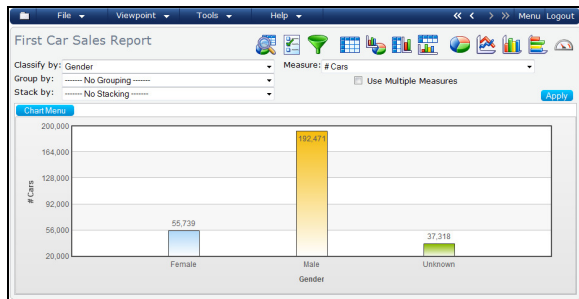 File Viewpoint Tools Help Menu Logout
First Car Sales Report
Classify by: Gender Measure: # Cars
Group by: ------- No Grouping ------- Use Multiple Measures
Stack by: ------- No Stacking -------
Apply
Chart Menu
200,000
192,471
164,000
128,000
# Cars
92,000
55,739
56,000
37,318
20,000
Female Male Unknown
Gender